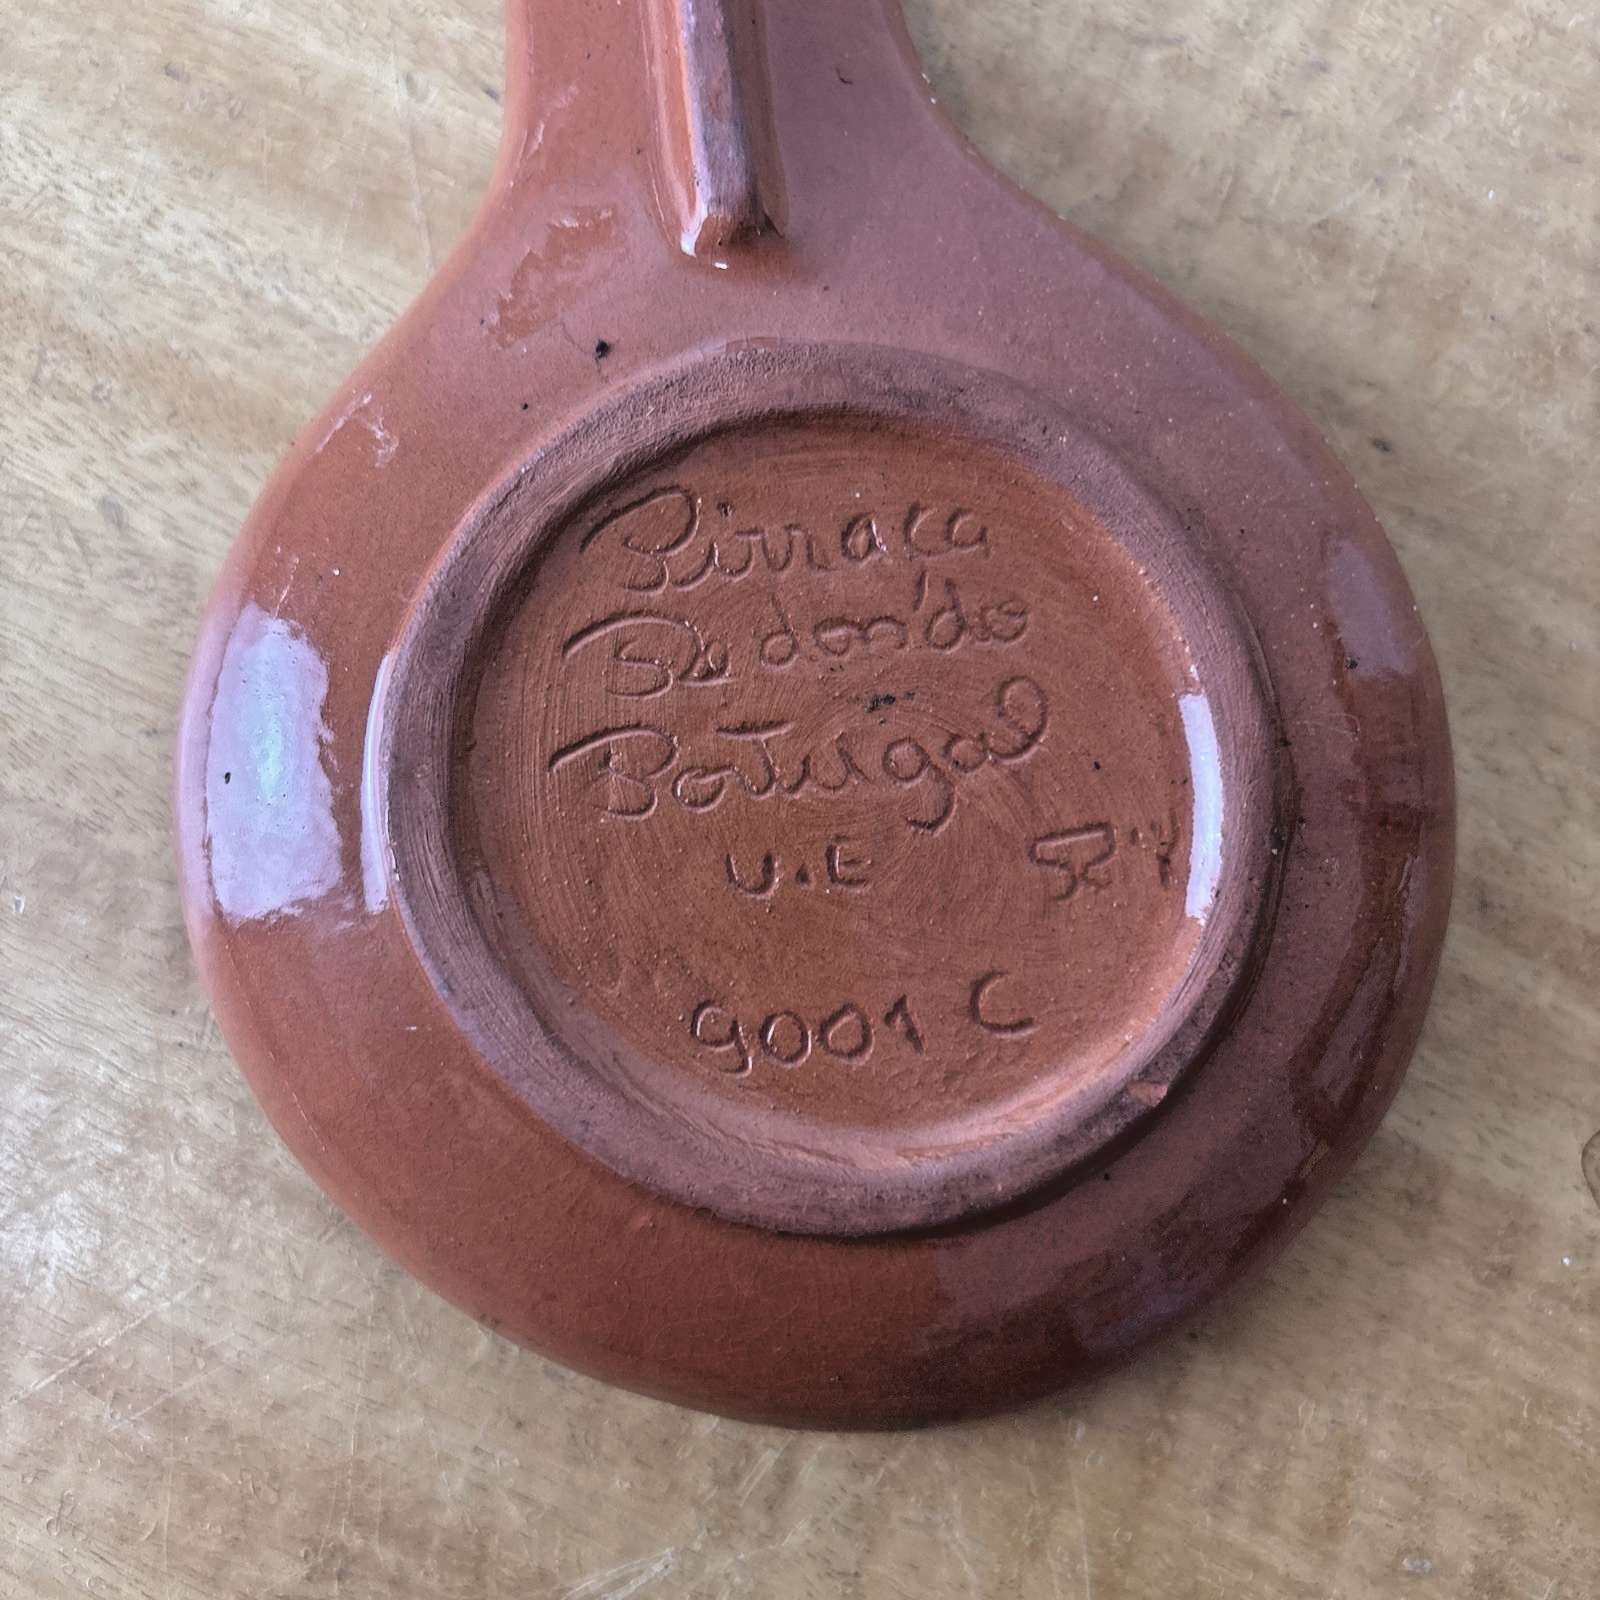 Pirraca
Redondo
Portugal
U.E
9001 C